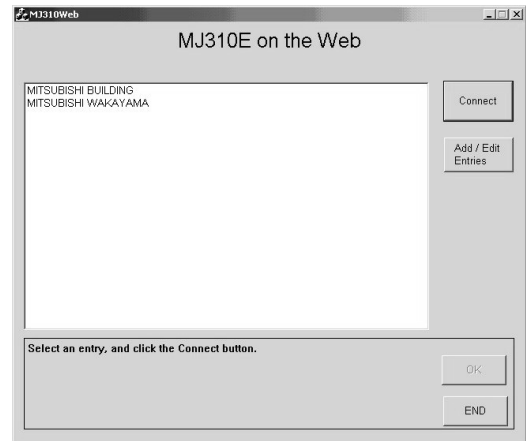 MJ310Web
MJ310E on the Web
MITSUBISHI BUILDING
MITSUBISHI WAKAYAMA
Connect
Add / Edit
Entries
Select an entry, and click the Connect button.
OK
END